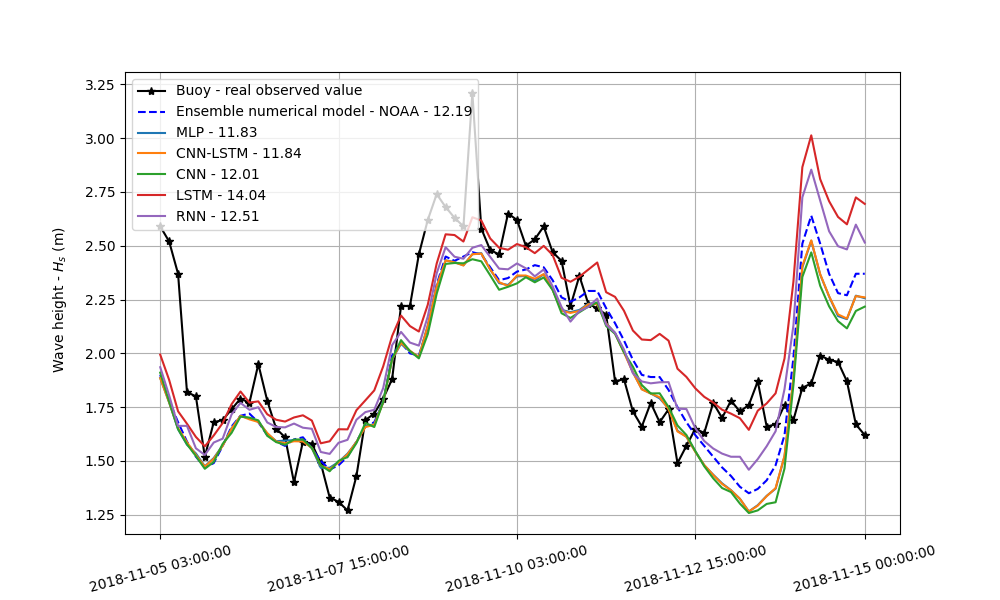 3.25
3.00
2.75
2.50
2.25
2.00
1.75
1.50
1.25
Wave height - Hₛ (m)
Buoy - real observed value
Ensemble numerical model - NOAA - 12.19
MLP - 11.83
CNN-LSTM - 11.84
CNN - 12.01
LSTM - 14.04
RNN - 12.51
2018-11-05 03:00:00
2018-11-07 15:00:00
2018-11-10 03:00:00
2018-11-12 15:00:00
2018-11-15 00:00:00